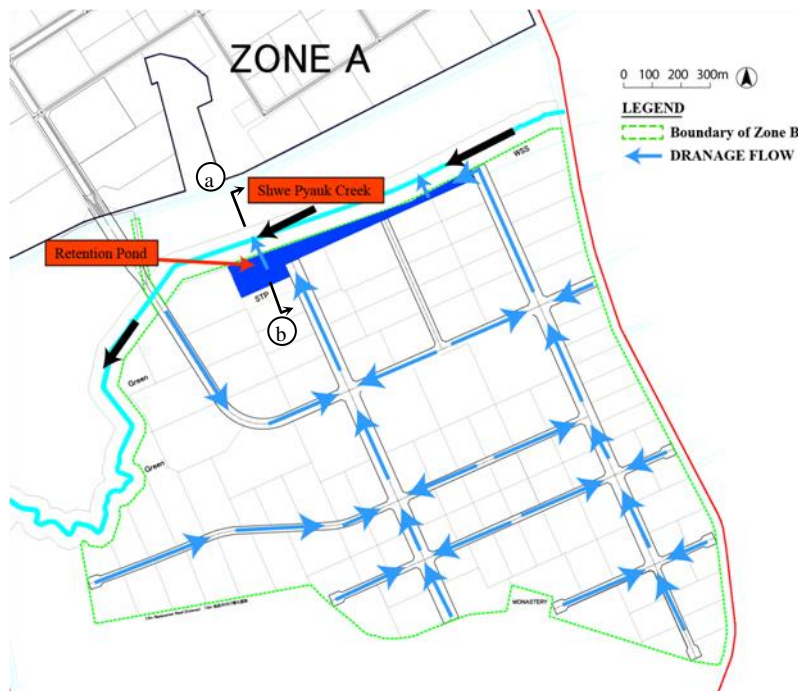 ZONE A
0 100 200 300m
LEGEND
Boundary of Zone B
DRANAGE FLOW
WSS
a
Shwe Pyauk Creek
Retention Pond
STP
b
Green
Green
MONASTERY